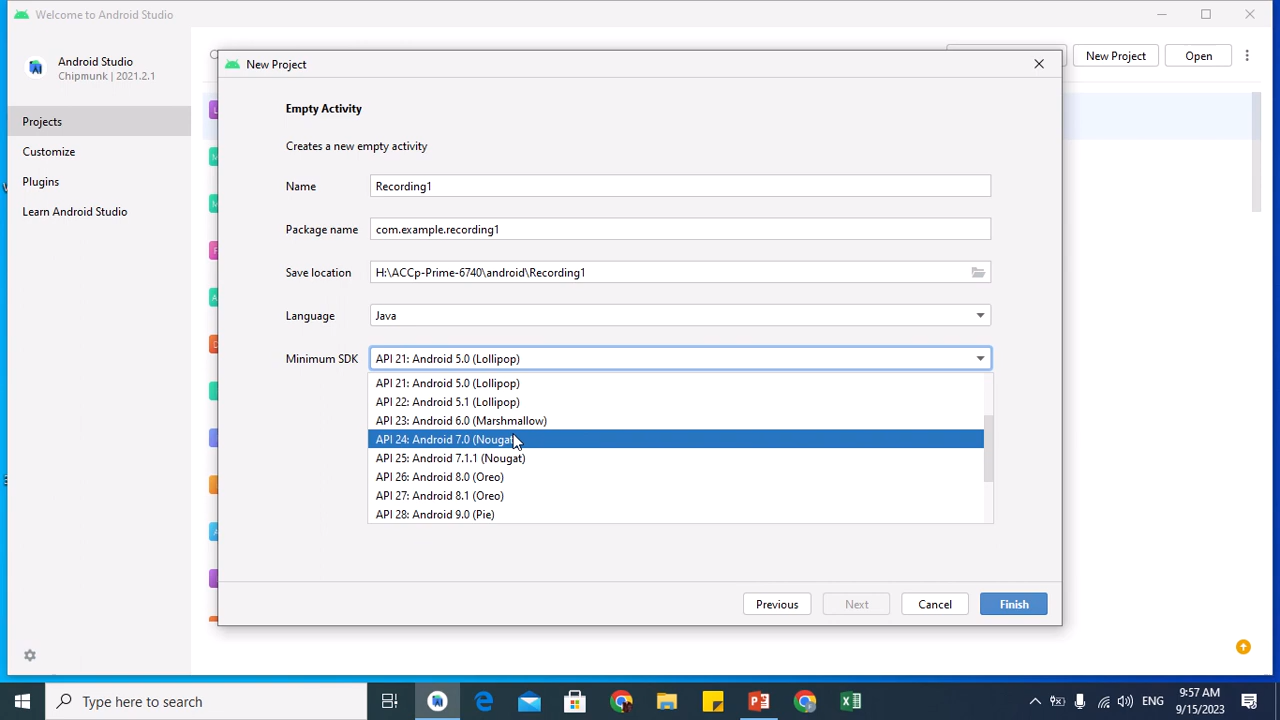 Welcome to Android Studio
Android Studio
Chipmunk | 2021.2.1
New Project
Open
New Project
Projects
Customize
Plugins
Learn Android Studio
Empty Activity
Creates a new empty activity
Name
Recording1
Package name
com.example.recording1
Save location
H:\ACCp-Prime-6740\android\Recording1
Language
Java
Minimum SDK
API 21: Android 5.0 (Lollipop)
API 21: Android 5.0 (Lollipop)
API 22: Android 5.1 (Lollipop)
API 23: Android 6.0 (Marshmallow)
API 24: Android 7.0 (Nougat)
API 25: Android 7.1.1 (Nougat)
API 26: Android 8.0 (Oreo)
API 27: Android 8.1 (Oreo)
API 28: Android 9.0 (Pie)
Previous
Next
Cancel
Finish
Type here to search
ENG
9:57 AM
9/15/2023